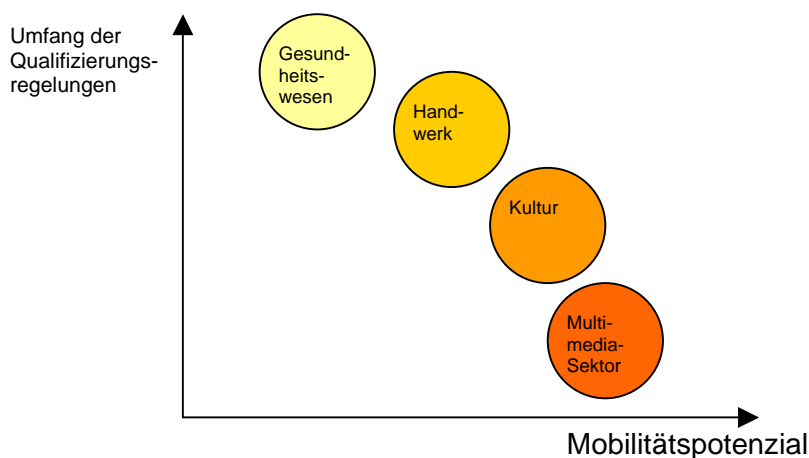 Umfang der
Qualifizierungs-
regelungen
Gesund-
heits-
wesen
Hand-
werk
Kultur
Multi-
media-
Sektor
Mobilitätspotenzial